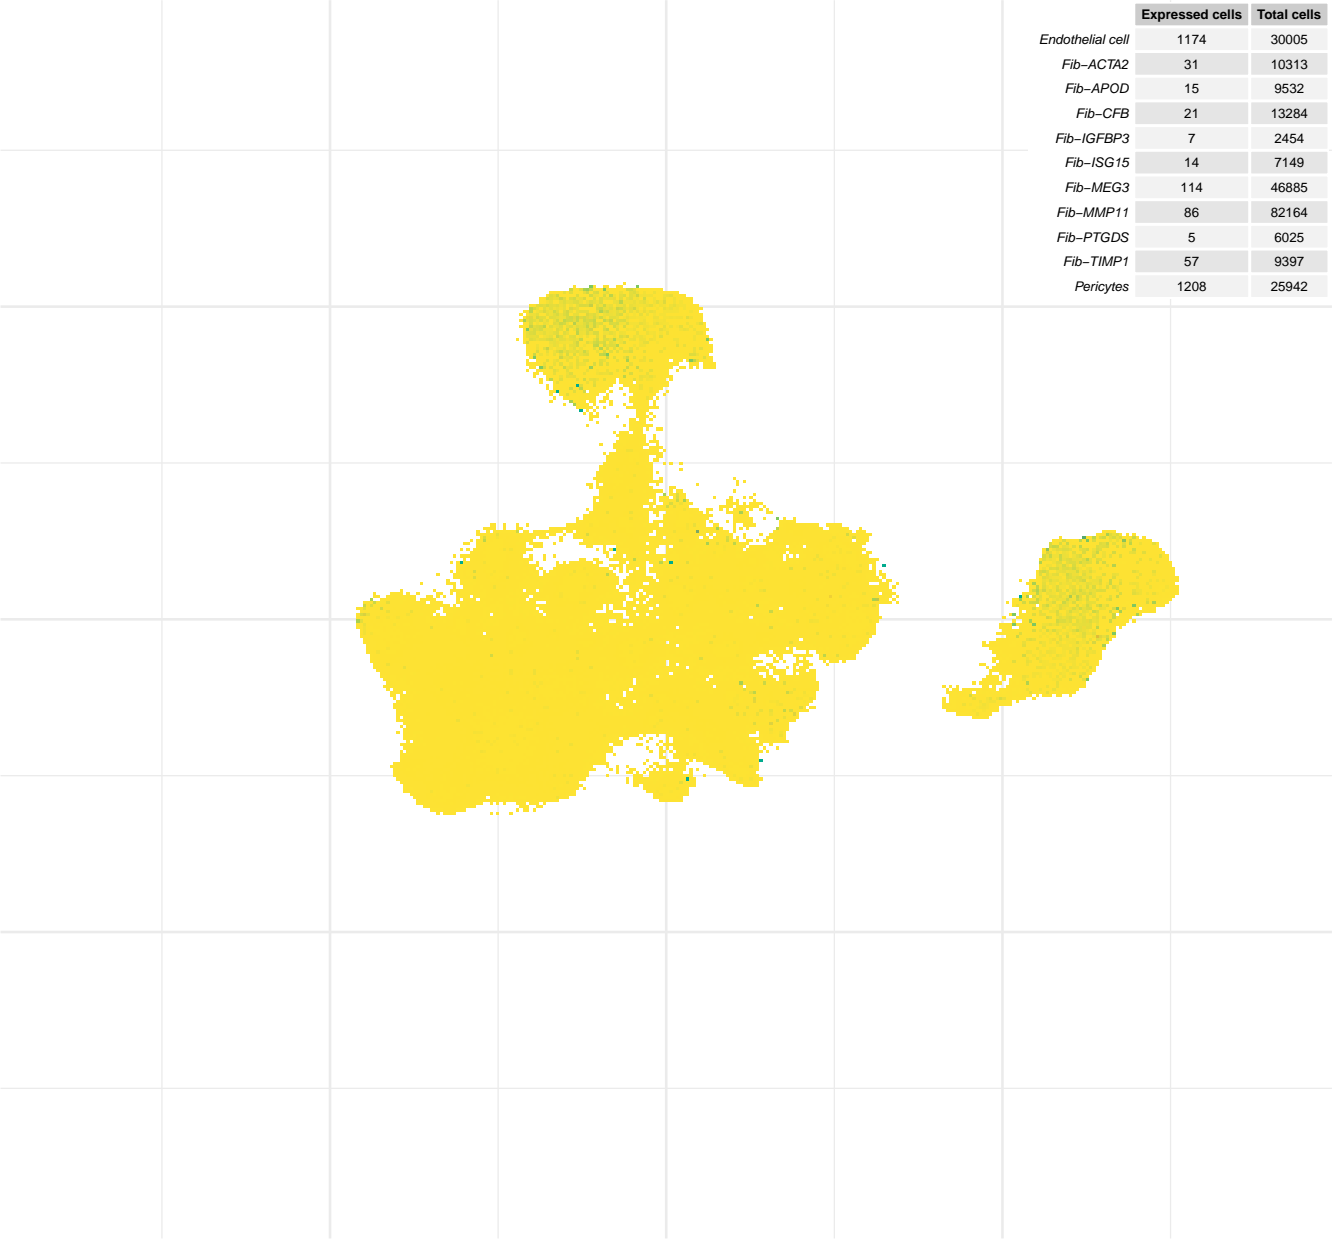 Expressed cells Total cells
Endothelial cell 1174 30005
Fib−ACTA2 31 10313
Fib−APOD 15 9532
Fib−CFB 21 13284
Fib−IGFBP3 7 2454
Fib−ISG15 14 7149
Fib−MEG3 114 46885
Fib−MMP11 86 82164
Fib−PTGDS 5 6025
Fib−TIMP1 57 9397
Pericytes 1208 25942